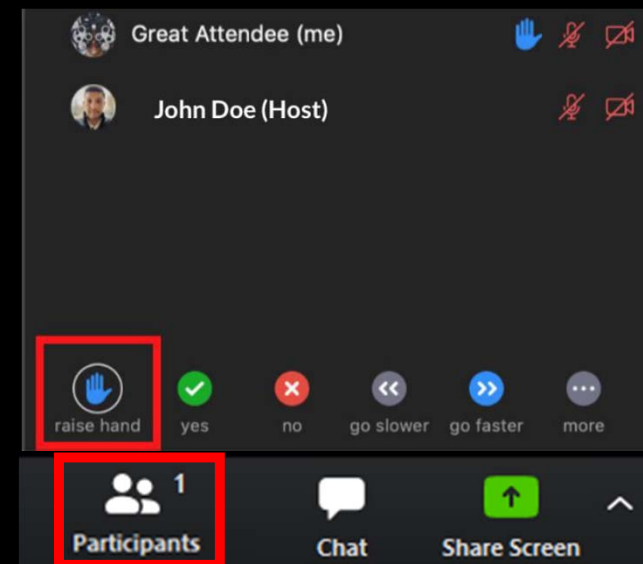 Great Attendee (me)
John Doe (Host)
raise hand yes no go slower go faster more
1
Participants Chat Share Screen